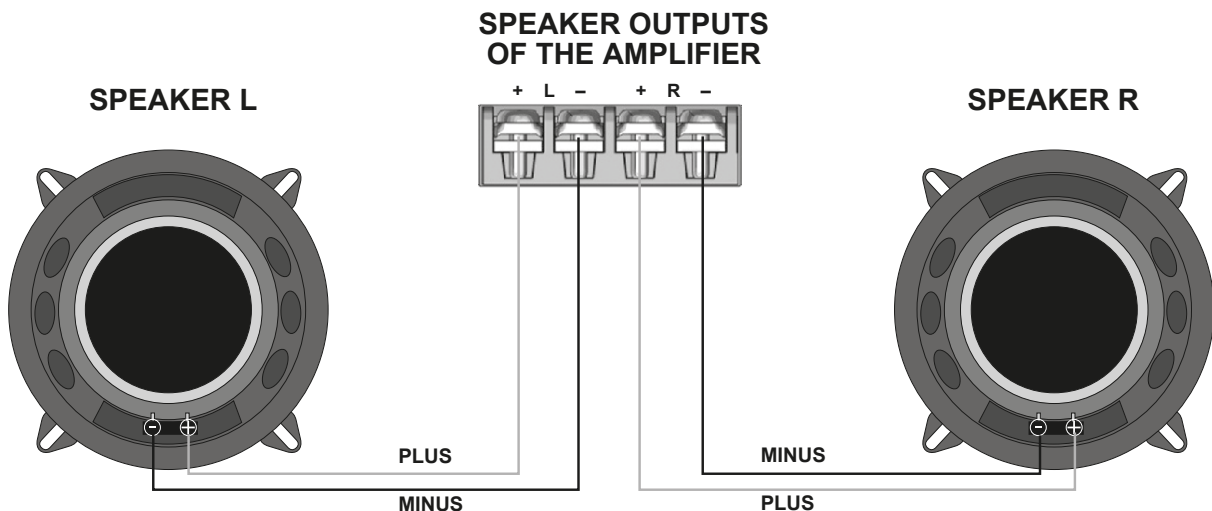 SPEAKER OUTPUTS
OF THE AMPLIFIER
SPEAKER L
+ L – + R –
SPEAKER R
- +
PLUS
MINUS
- +
MINUS
PLUS